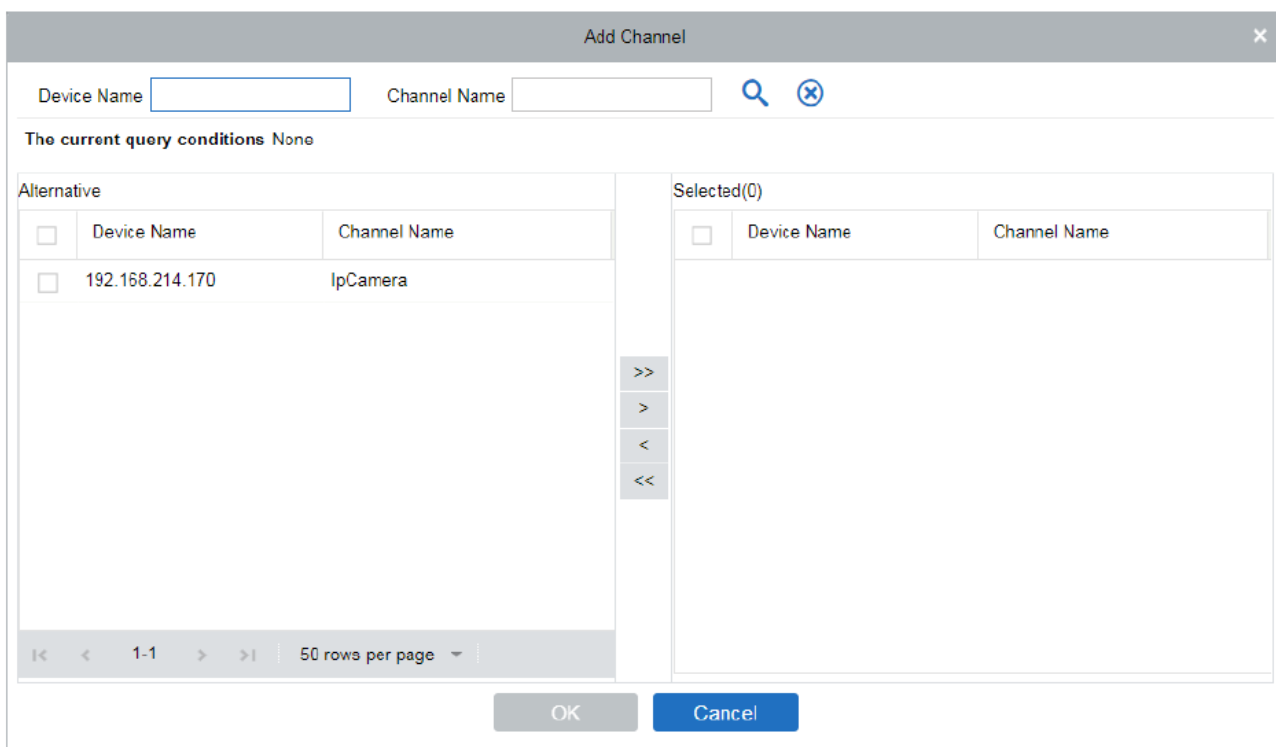 Add Channel ×
Device Name Channel Name
The current query conditions None
Alternative
Device Name Channel Name
192.168.214.170 IpCamera
1-1 50 rows per page
>>
>
<
<<
Selected(0)
Device Name Channel Name
OK Cancel